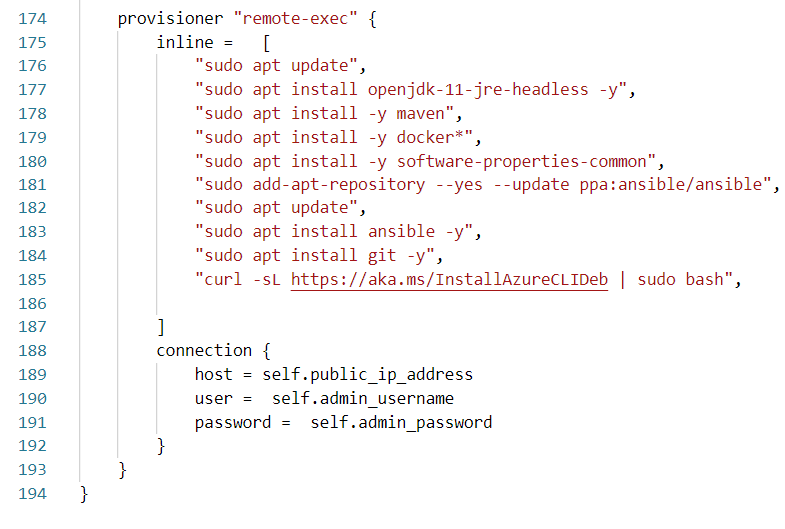 174 provisioner "remote-exec" {
175 inline =   [
176 "sudo apt update",
177 "sudo apt install openjdk-11-jre-headless -y",
178 "sudo apt install -y maven",
179 "sudo apt install -y docker*",
180 "sudo apt install -y software-properties-common",
181 "sudo add-apt-repository --yes --update ppa:ansible/ansible",
182 "sudo apt update",
183 "sudo apt install ansible -y",
184 "sudo apt install git -y",
185 "curl -sL https://aka.ms/InstallAzureCLIDeb | sudo bash",
186
187 ]
188 connection {
189 host = self.public_ip_address
190 user =  self.admin_username
191 password =  self.admin_password
192 }
193 }
194 }